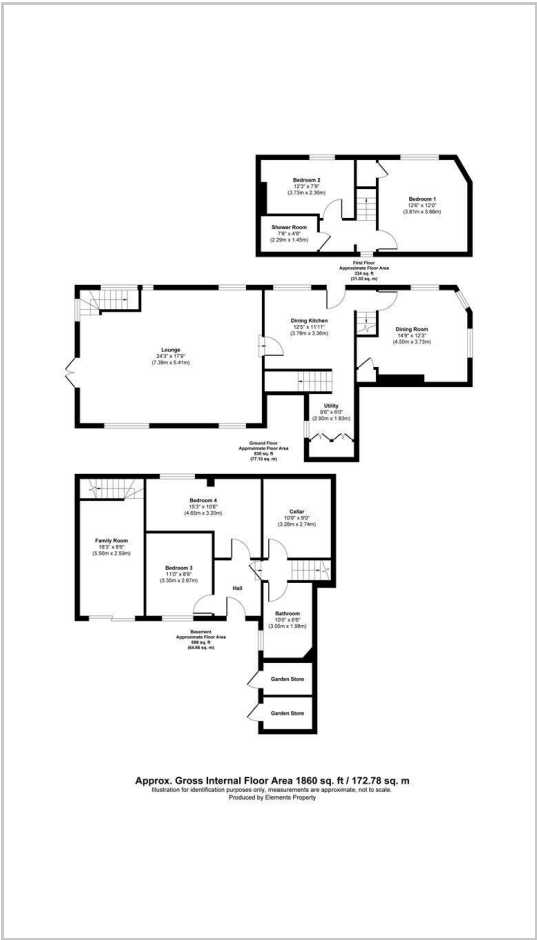 Bedroom 2
12'3" x 7'9"
(3.73m x 2.36m)
Bedroom 1
12'6" x 12'0"
(3.81m x 3.66m)
Shower Room
7'6" x 4'9"
(2.29m x 1.45m)
First Floor
Approximate Floor Area
334 sq. ft
(31.02 sq. m)
Lounge
24'3" x 17'9"
(7.39m x 5.41m)
Dining Kitchen
12'5" x 11'11"
(3.78m x 3.36m)
Dining Room
14'9" x 12'3"
(4.50m x 3.73m)
Utility
9'6" x 6'0"
(2.90m x 1.83m)
Ground Floor
Approximate Floor Area
830 sq. ft
(77.10 sq. m)
Bedroom 4
15'3" x 10'6"
(4.65m x 3.20m)
Cellar
10'9" x 9'0"
(3.28m x 2.74m)
Family Room
18'3" x 8'6"
(5.56m x 2.59m)
Bedroom 3
11'0" x 8'9"
(3.35m x 2.67m)
Hall
Bathroom
10'0" x 6'6"
(3.05m x 1.98m)
Basement
Approximate Floor Area
696 sq. ft
(64.66 sq. m)
Garden Store
Garden Store
Approx. Gross Internal Floor Area 1860 sq. ft / 172.78 sq. m
Illustration for identification purposes only, measurements are approximate, not to scale.
Produced by Elements Property